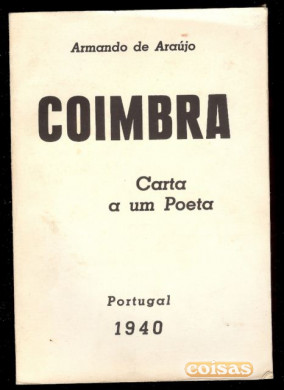 Armando de Araújo
COIMBRA
Carta
a um Poeta
Portugal
1940
coisas